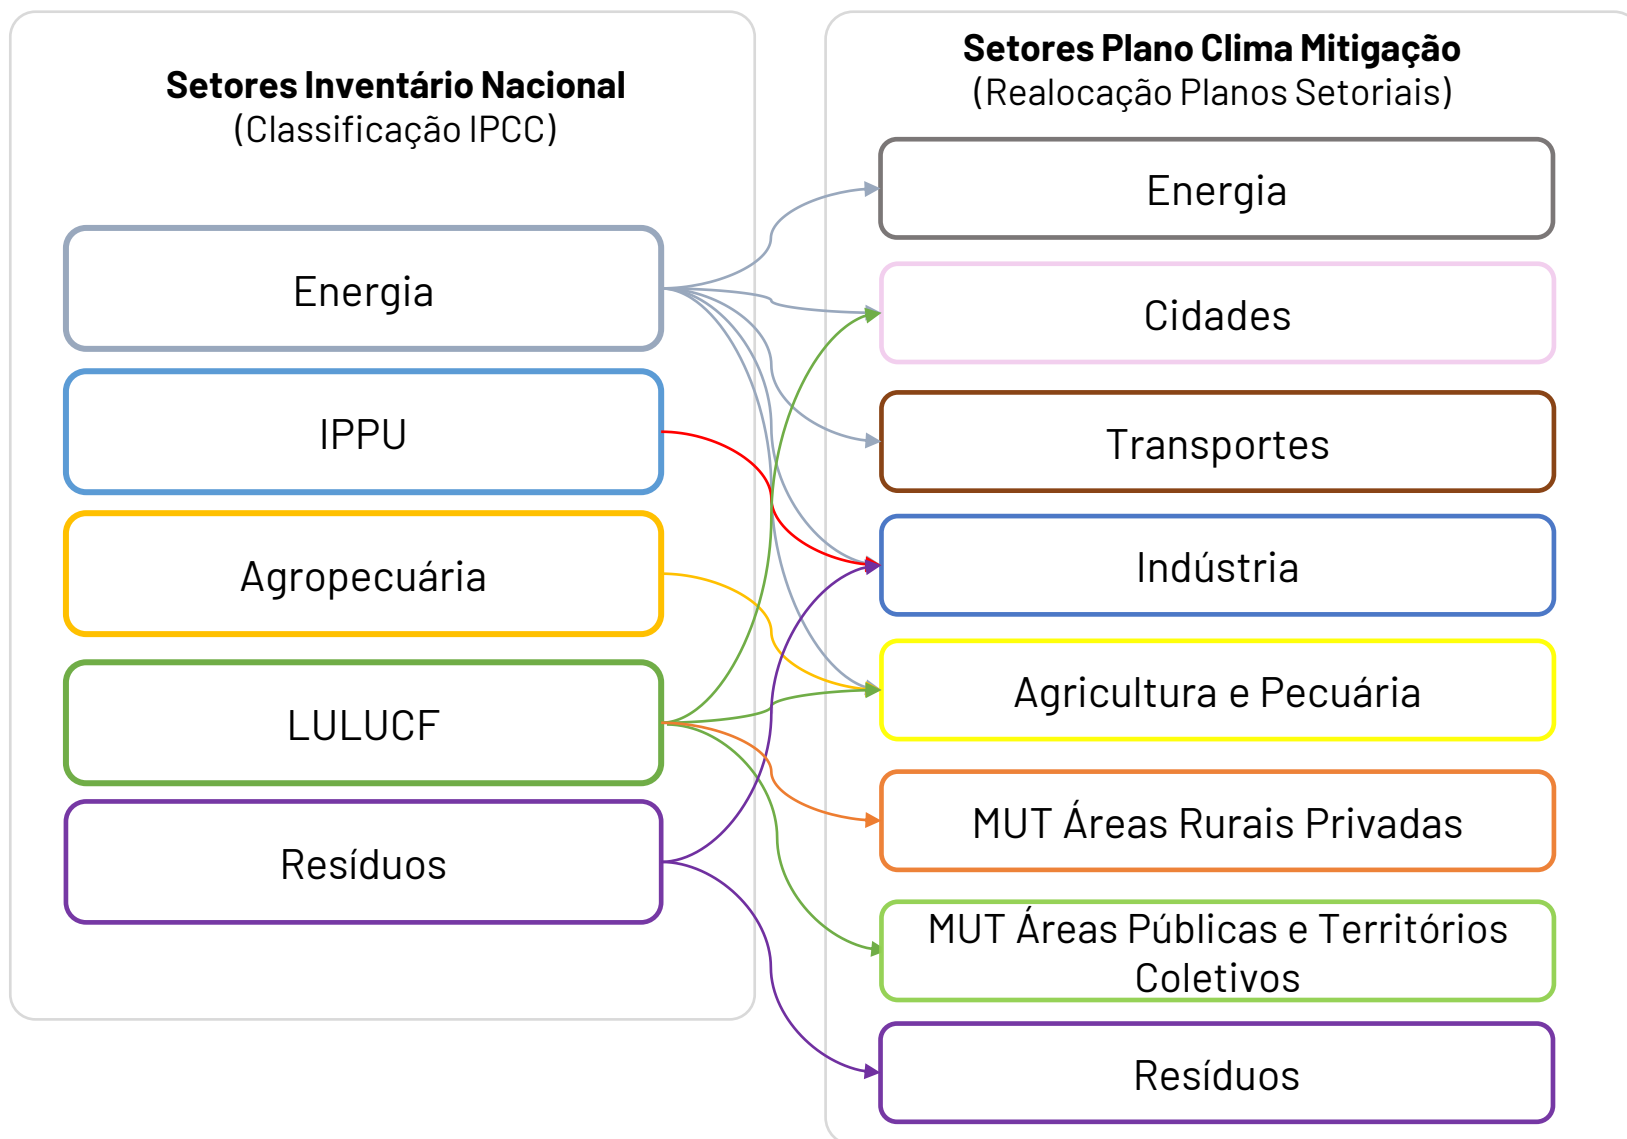 Setores Inventário Nacional
(Classificação IPCC)
Energia
IPPU
Agropecuária
LULUCF
Resíduos
Setores Plano Clima Mitigação
(Realocação Planos Setoriais)
Energia
Cidades
Transportes
Indústria
Agricultura e Pecuária
MUT Áreas Rurais Privadas
MUT Áreas Públicas e Territórios
Coletivos
Resíduos